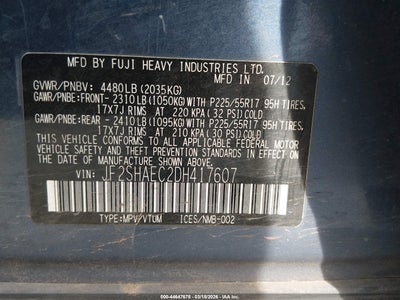 MFD BY FUJI HEAVY INDUSTRIES LTD.
MFD IN 07/12
GVWR/PNBV: 4480LB (2035KG)
GAWR/PNBE: FRONT- 2310LB (1050KG) WITH P225/55R17 95H TIRES,
17X7J RIMS AT 220 KPA (32 PSI) COLD
GAWR/PNBE: REAR - 2410LB (1095KG) WITH P225/55R17 95H TIRES,
17X7J RIMS AT 210 KPA (30 PSI) COLD
THIS VEHICLE CONFORMS TO ALL APPLICABLE FEDERAL MOTOR VEHICLE
SAFETY AND THEFT PREVENTION STANDARDS IN EFFECT ON THE
DATE OF MANUFACTURE SHOWN ABOVE.
VIN: JF2SHAEC2DH417607
TYPE:MPV/VTUM ICES/NMB-002
000-44647875 - 03/18/2026 - IAA Inc.